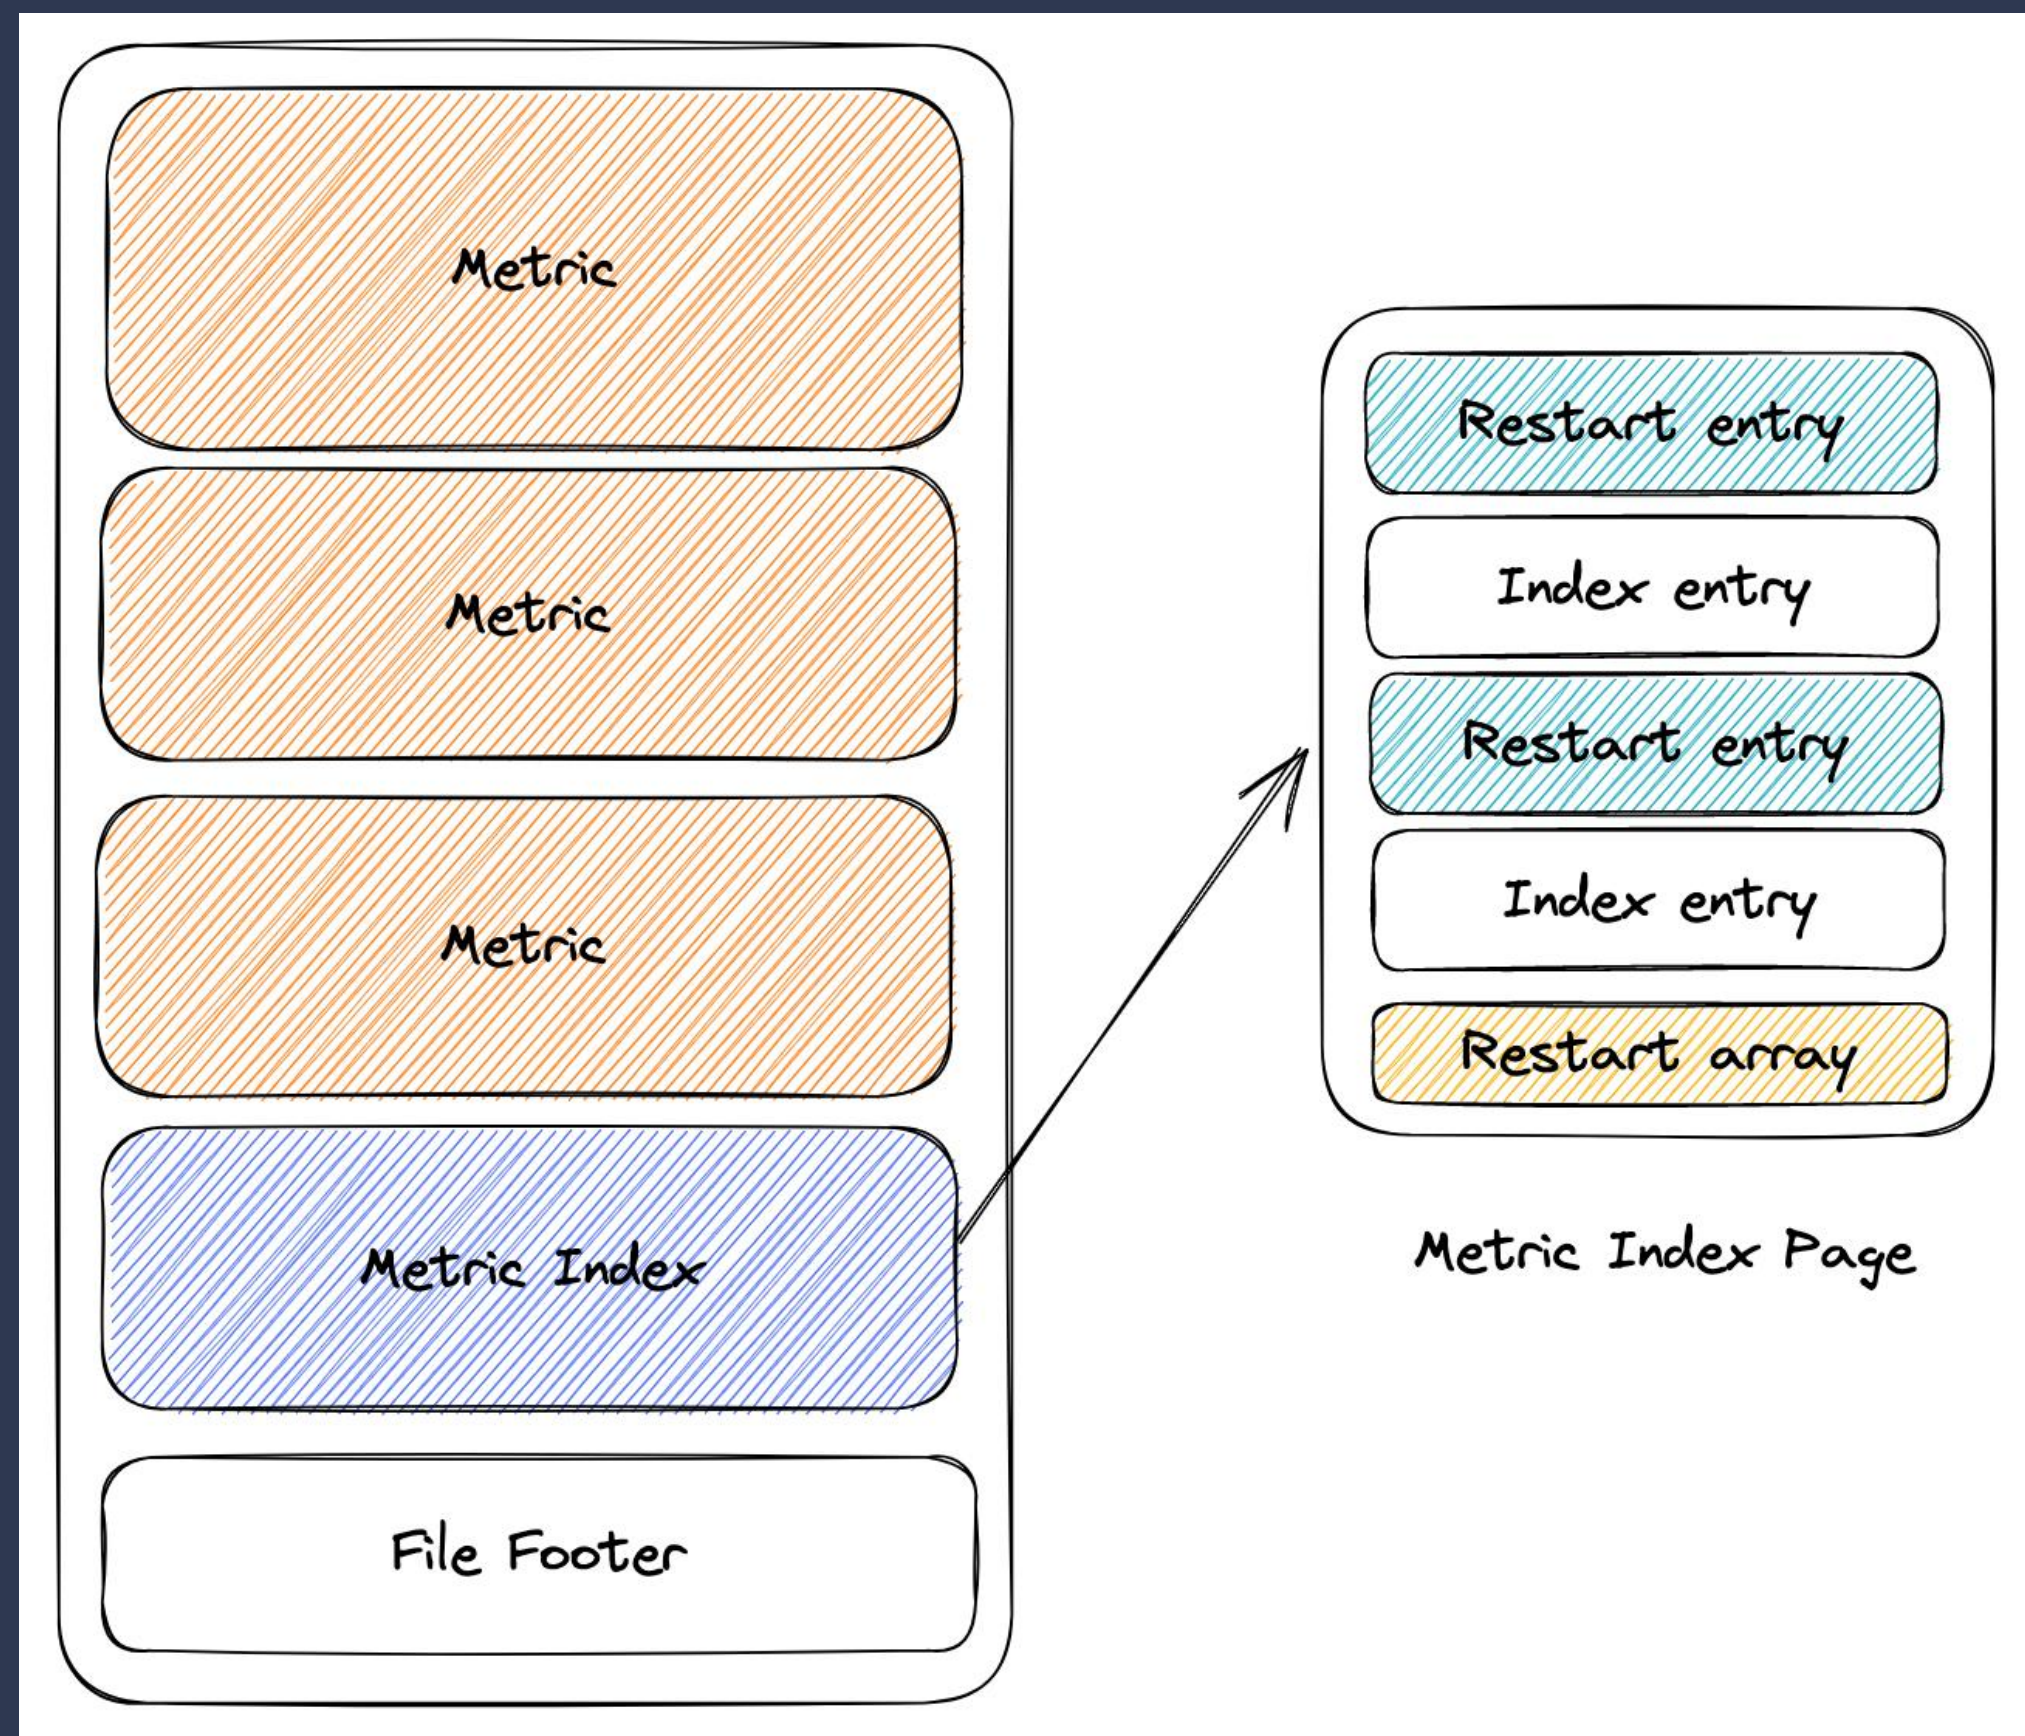 Metric
Metric
Metric
Metric Index
File Footer
Restart entry
Index entry
Restart entry
Index entry
Restart array
Metric Index Page